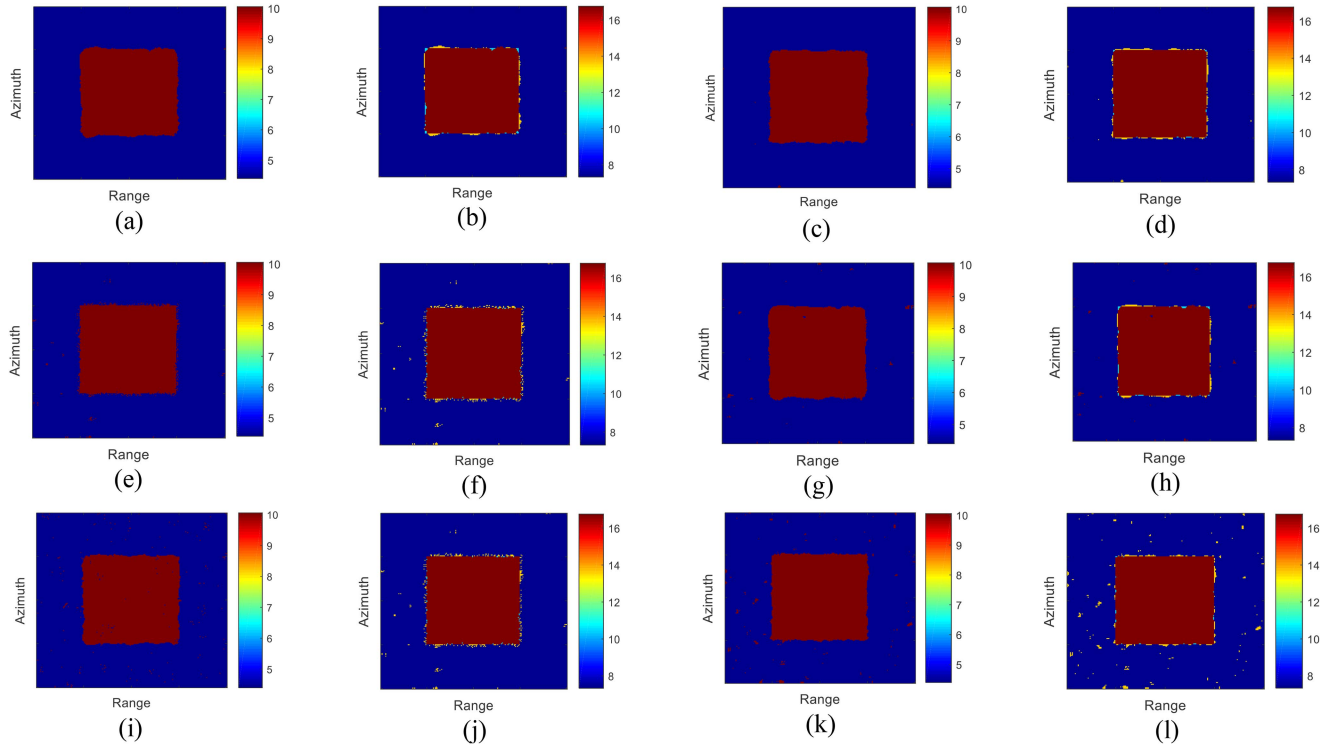 Azimuth
10
9
8
7
6
5
Range
(a)
Azimuth
16
14
12
10
8
Range
(b)
Azimuth
10
9
8
7
6
5
Range
(c)
Azimuth
16
14
12
10
8
Range
(d)
Azimuth
10
9
8
7
6
5
Range
(e)
Azimuth
16
14
12
10
8
Range
(f)
Azimuth
10
9
8
7
6
5
Range
(g)
Azimuth
16
14
12
10
8
Range
(h)
Azimuth
10
9
8
7
6
5
Range
(i)
Azimuth
16
14
12
10
8
Range
(j)
Azimuth
10
9
8
7
6
5
Range
(k)
Azimuth
16
14
12
10
8
Range
(l)